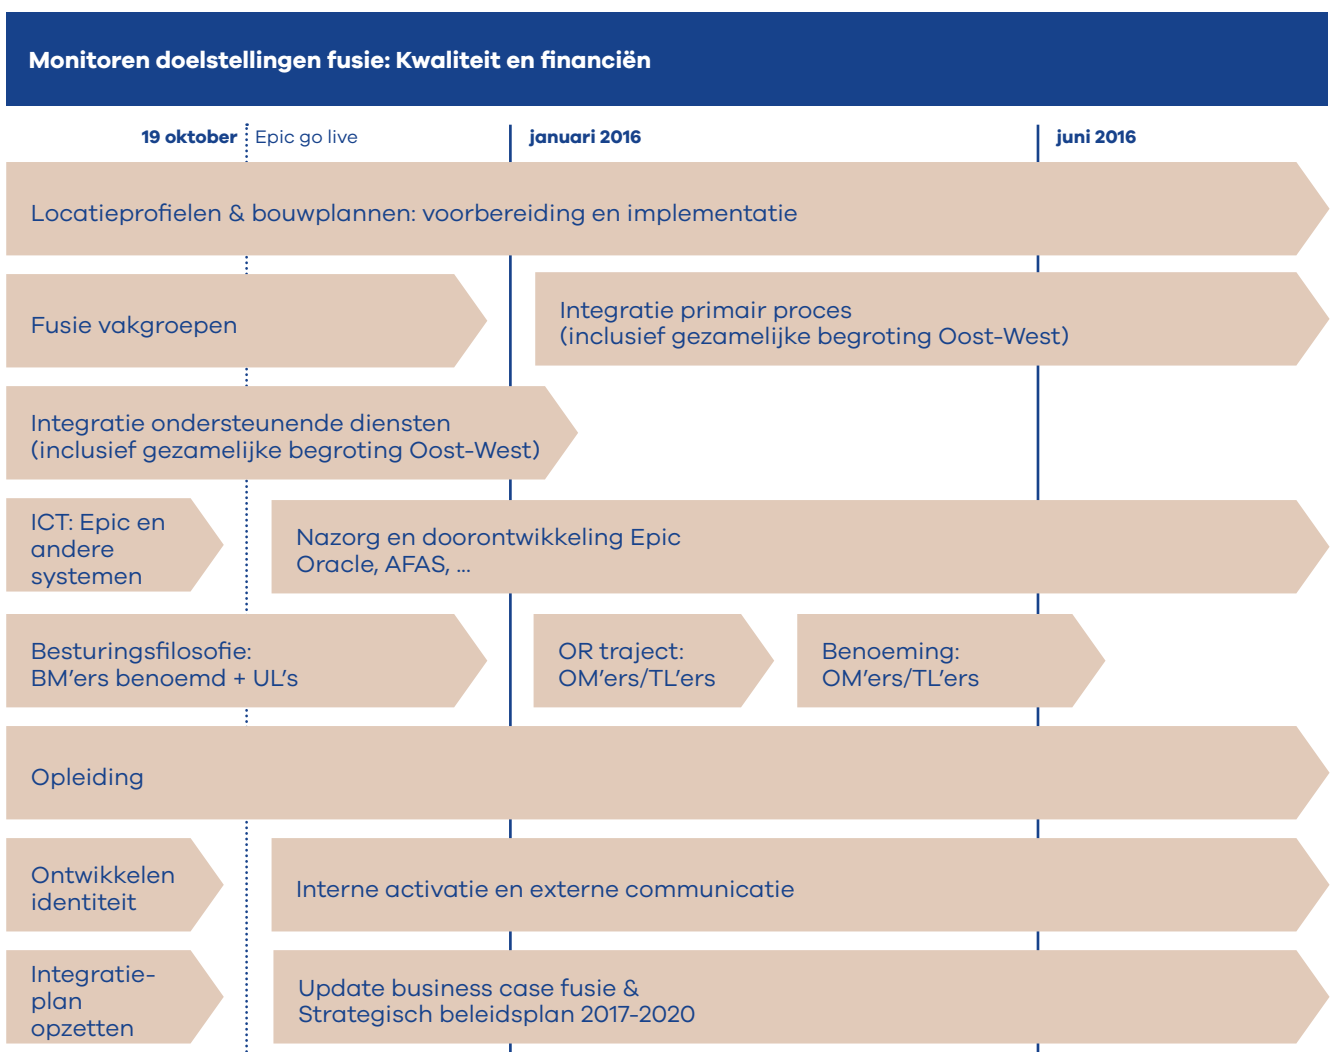 Monitoren doelstellingen fusie: Kwaliteit en financiën
19 oktober Epic go live januari 2016 juni 2016
Locatieprofielen & bouwplannen: voorbereiding en implementatie
Fusie vakgroepen
Integratie primair proces
(inclusief gezamelijke begroting Oost-West)
Integratie ondersteunende diensten
(inclusief gezamelijke begroting Oost-West)
ICT: Epic en
andere
systemen
Nazorg en doorontwikkeling Epic
Oracle, AFAS, ...
Besturingsfilosofie:
BM’ers benoemd + UL’s
OR traject:
OM’ers/TL’ers
Benoeming:
OM’ers/TL’ers
Opleiding
Ontwikkelen
identiteit
Interne activatie en externe communicatie
Integratie-
plan
opzetten
Update business case fusie &
Strategisch beleidsplan 2017-2020